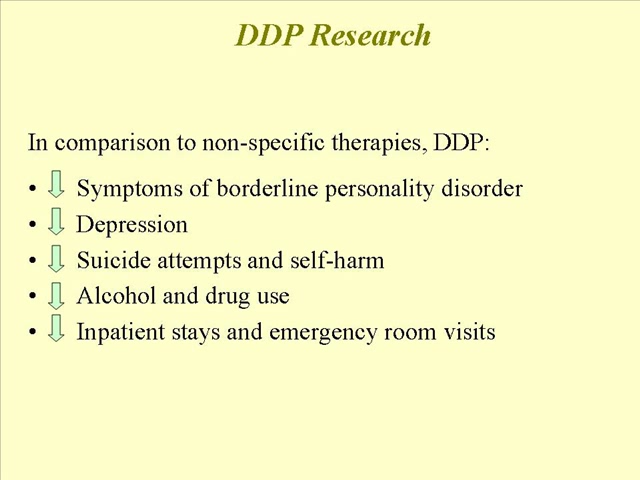 DDP Research
In comparison to non-specific therapies, DDP:
• Symptoms of borderline personality disorder
• Depression
• Suicide attempts and self-harm
• Alcohol and drug use
• Inpatient stays and emergency room visits